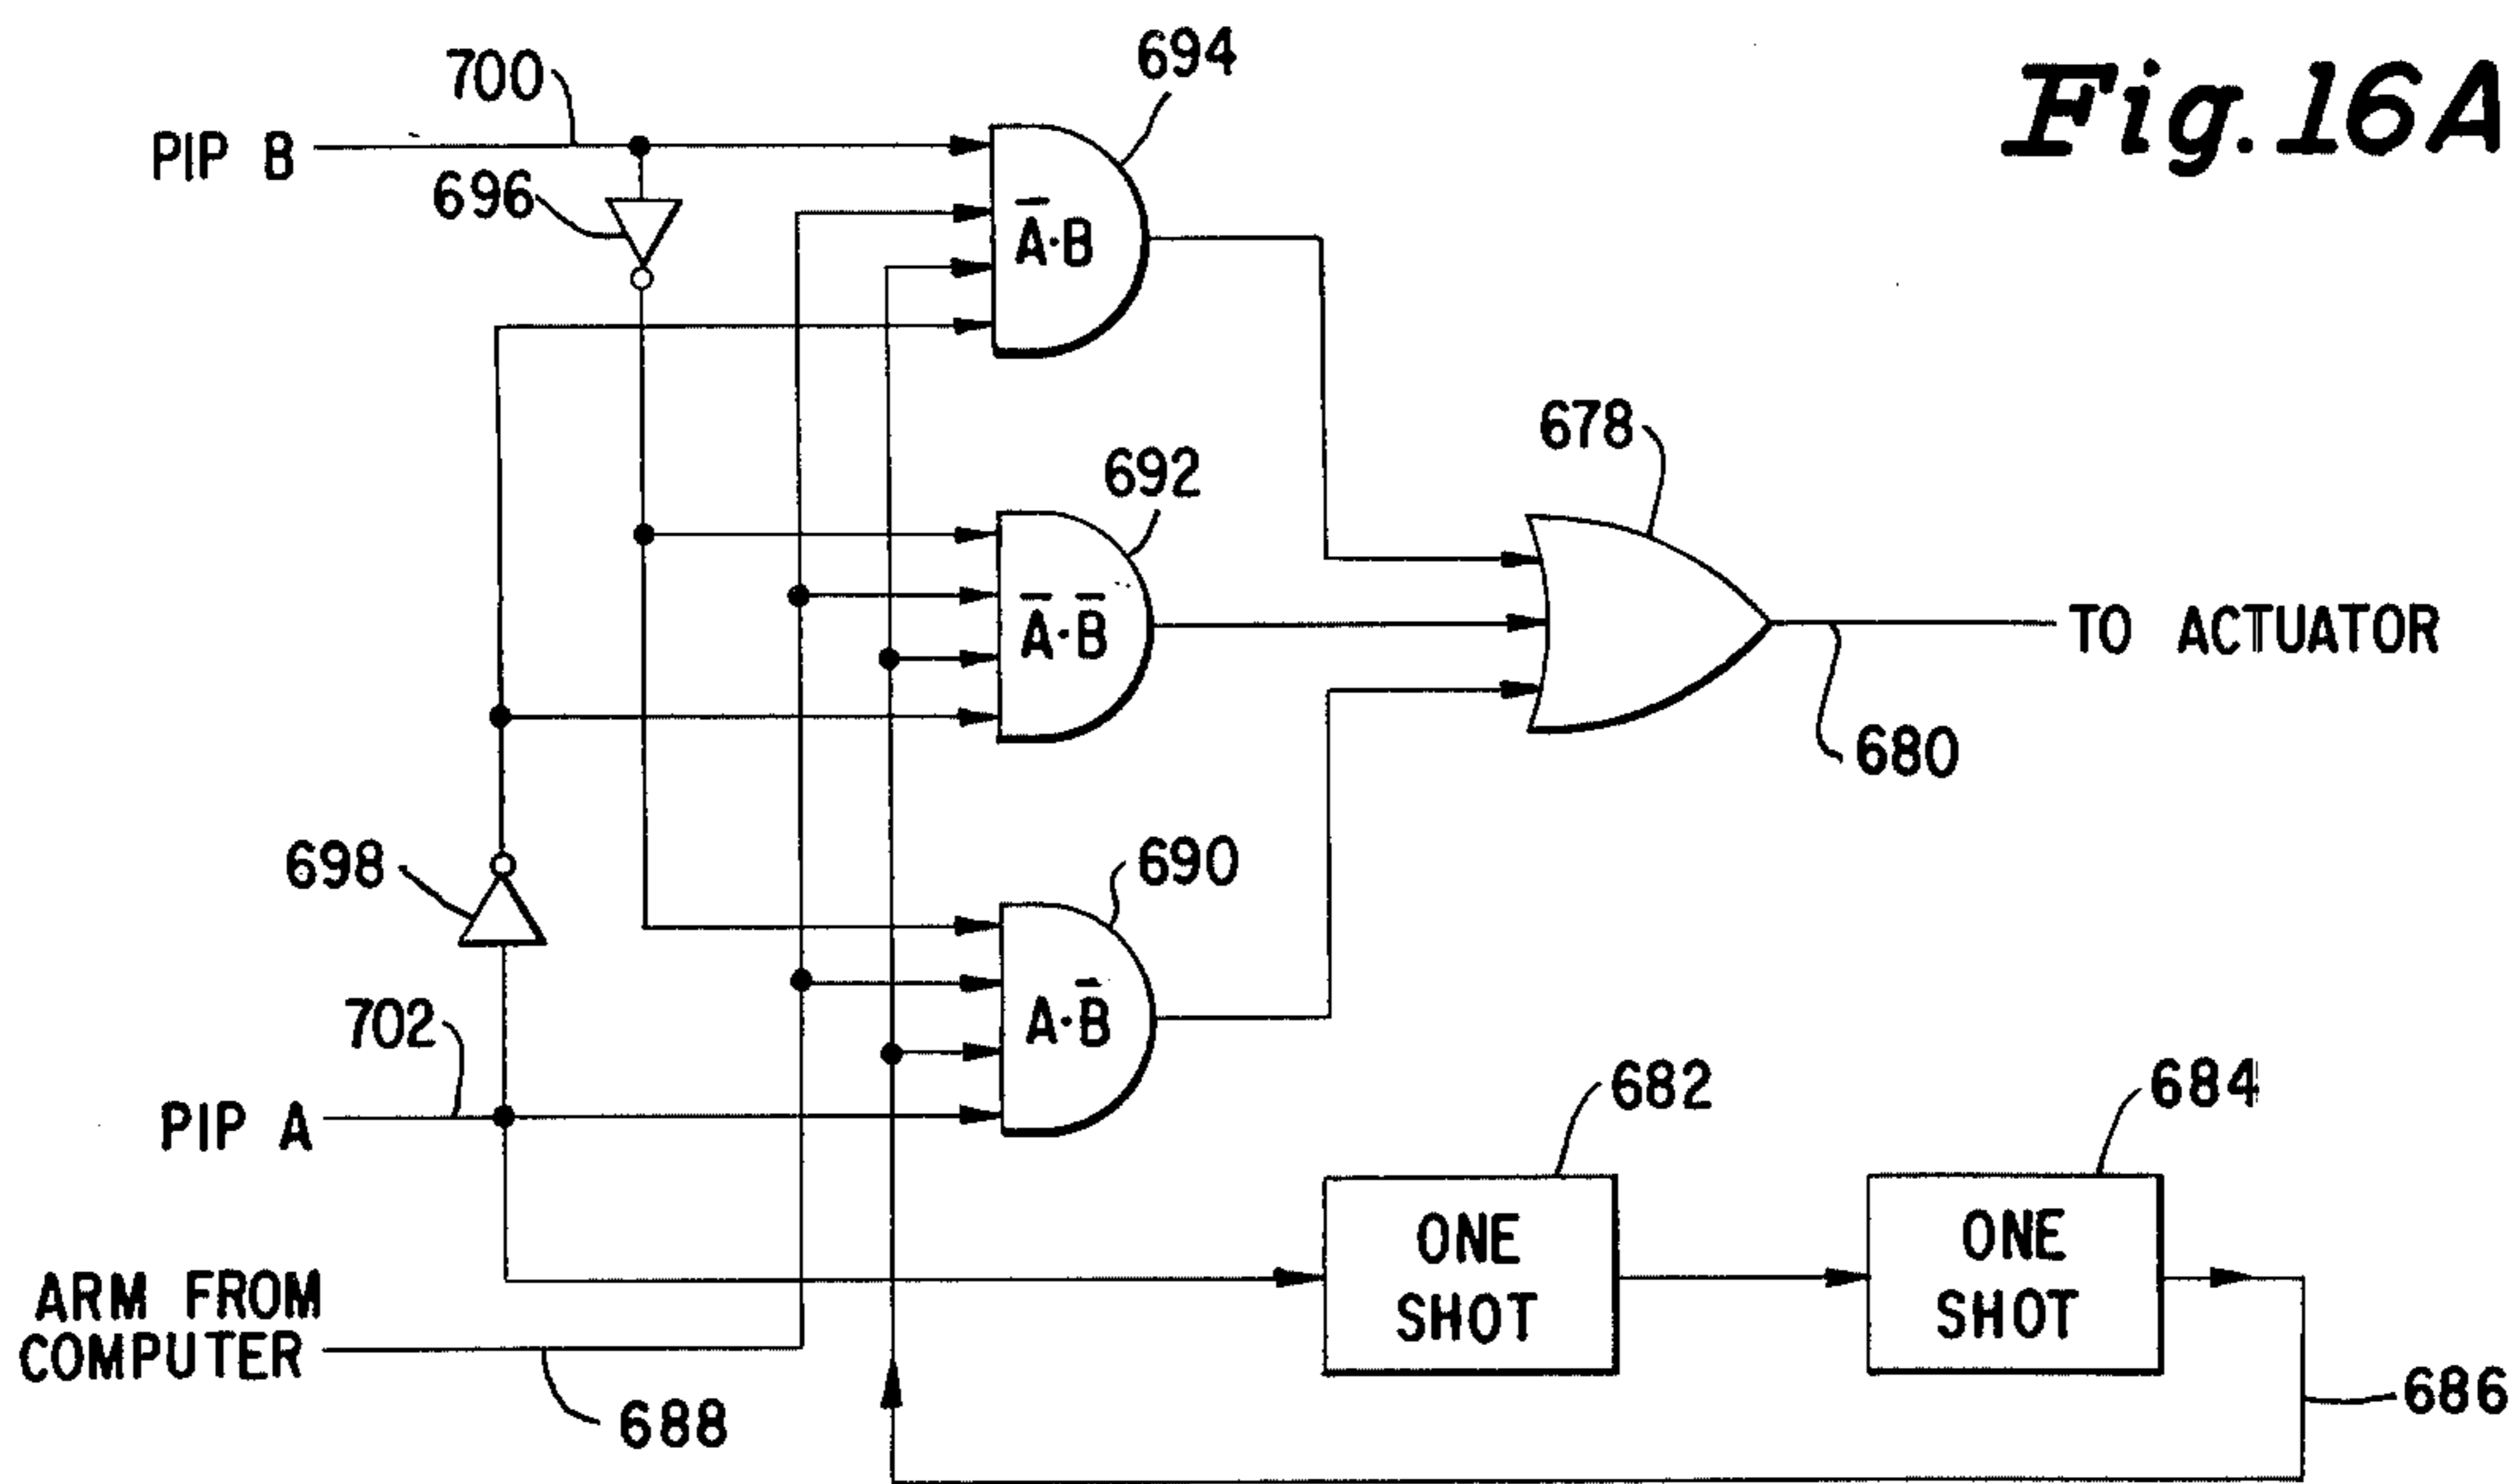 Fig. 16A
694
700
PIP B
696
A̅·B
678
692
A̅·B̅
TO ACTUATOR
680
698
690
A·B̅
702
PIP A
682
684
ONE
SHOT
ONE
SHOT
ARM FROM
COMPUTER
688
686